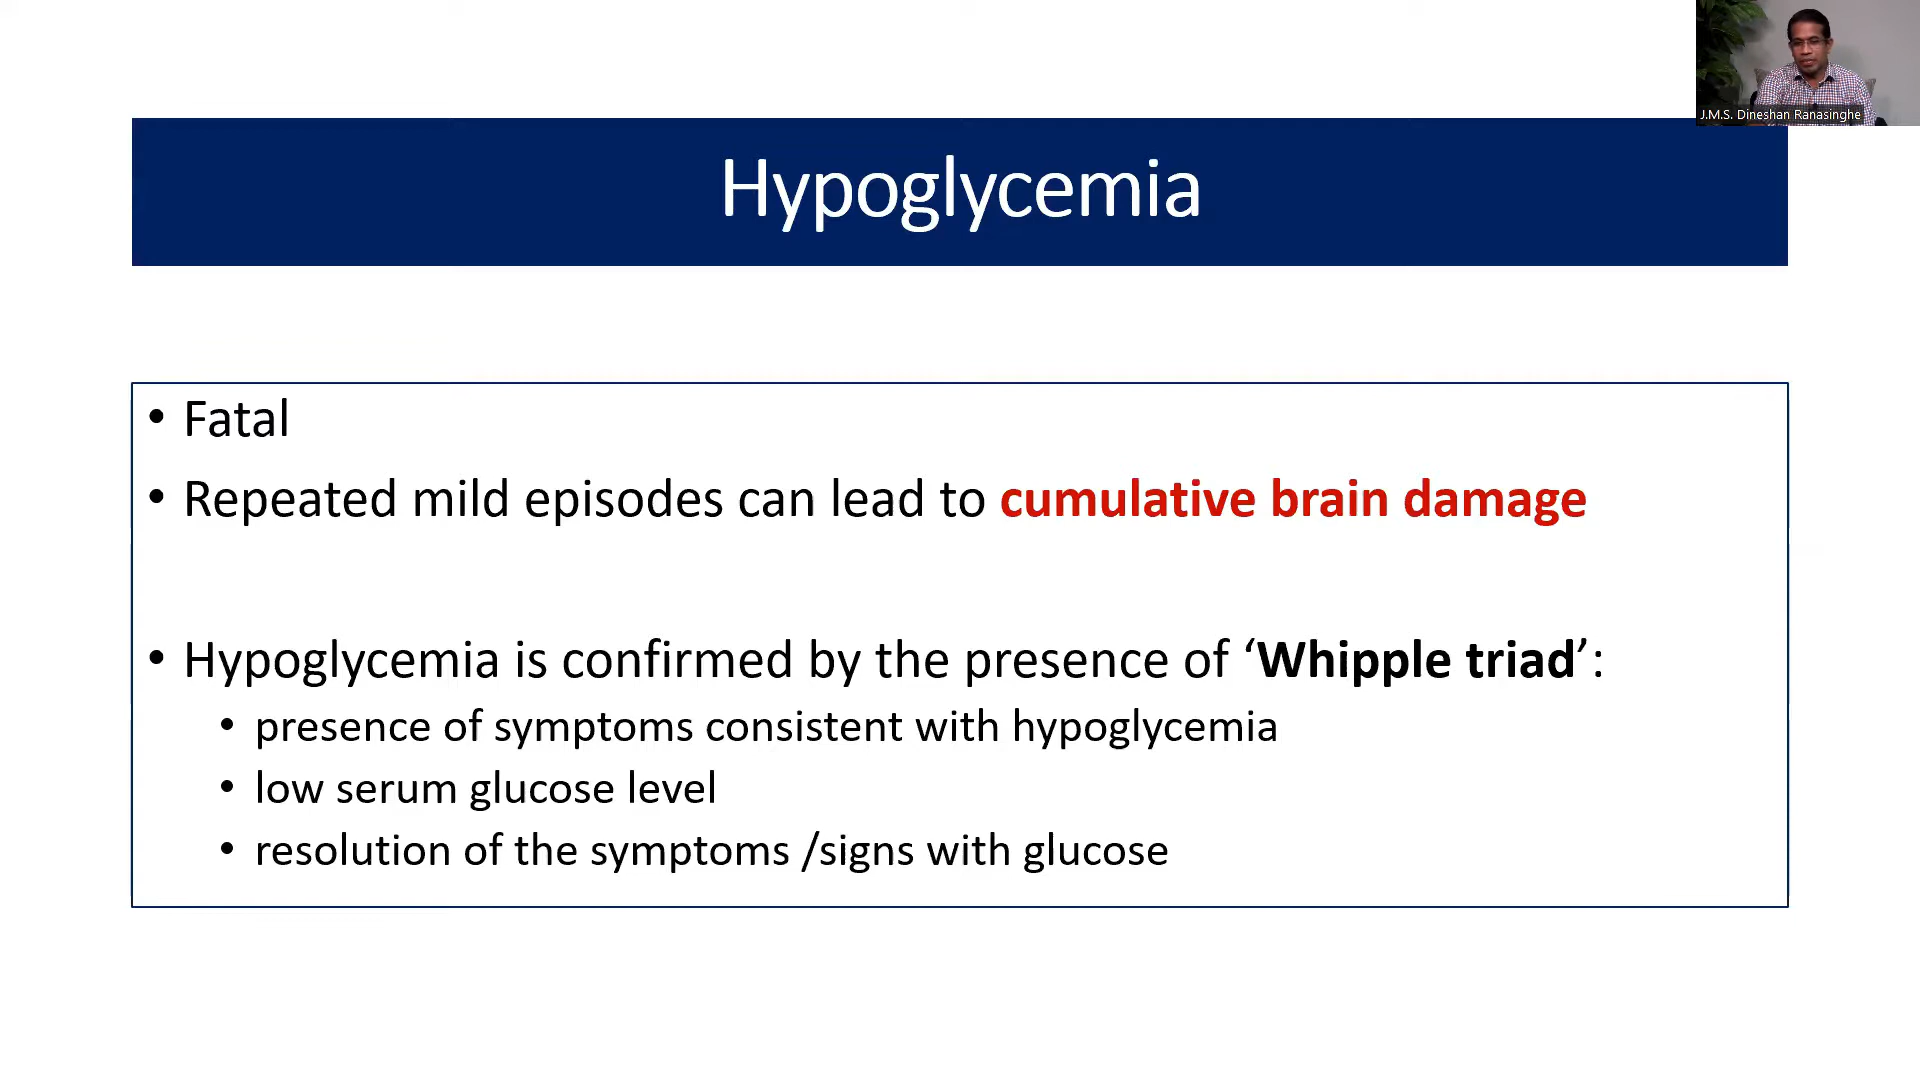 J.M.S. Dineshan Ranasinghe
Hypoglycemia
• Fatal
• Repeated mild episodes can lead to cumulative brain damage
• Hypoglycemia is confirmed by the presence of ‘Whipple triad’:
• presence of symptoms consistent with hypoglycemia
• low serum glucose level
• resolution of the symptoms /signs with glucose